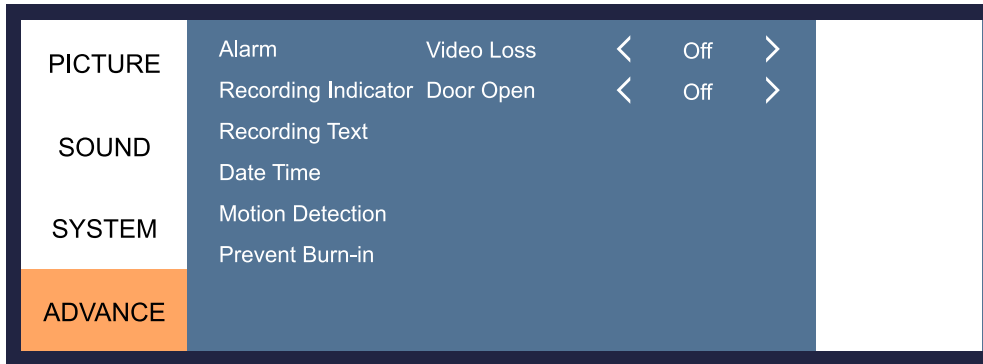 PICTURE
SOUND
SYSTEM
ADVANCE
Alarm Video Loss < Off >
Recording Indicator Door Open < Off >
Recording Text
Date Time
Motion Detection
Prevent Burn-in